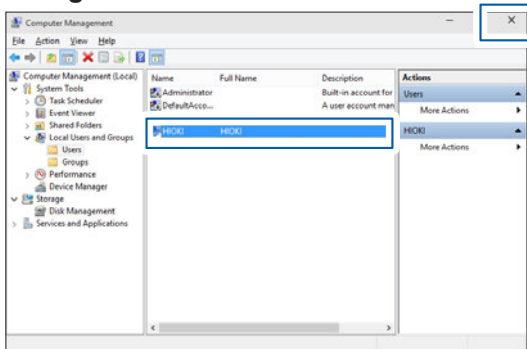 Computer Management
File Action View Help
Computer Management (Local)
System Tools
Task Scheduler
Event Viewer
Shared Folders
Local Users and Groups
Users
Groups
Performance
Device Manager
Storage
Disk Management
Services and Applications
Name Full Name Description
Administrator Built-in account for
DefaultAcco... A user account man
HIOKI HIOKI
Actions
Users
More Actions
HIOKI
More Actions